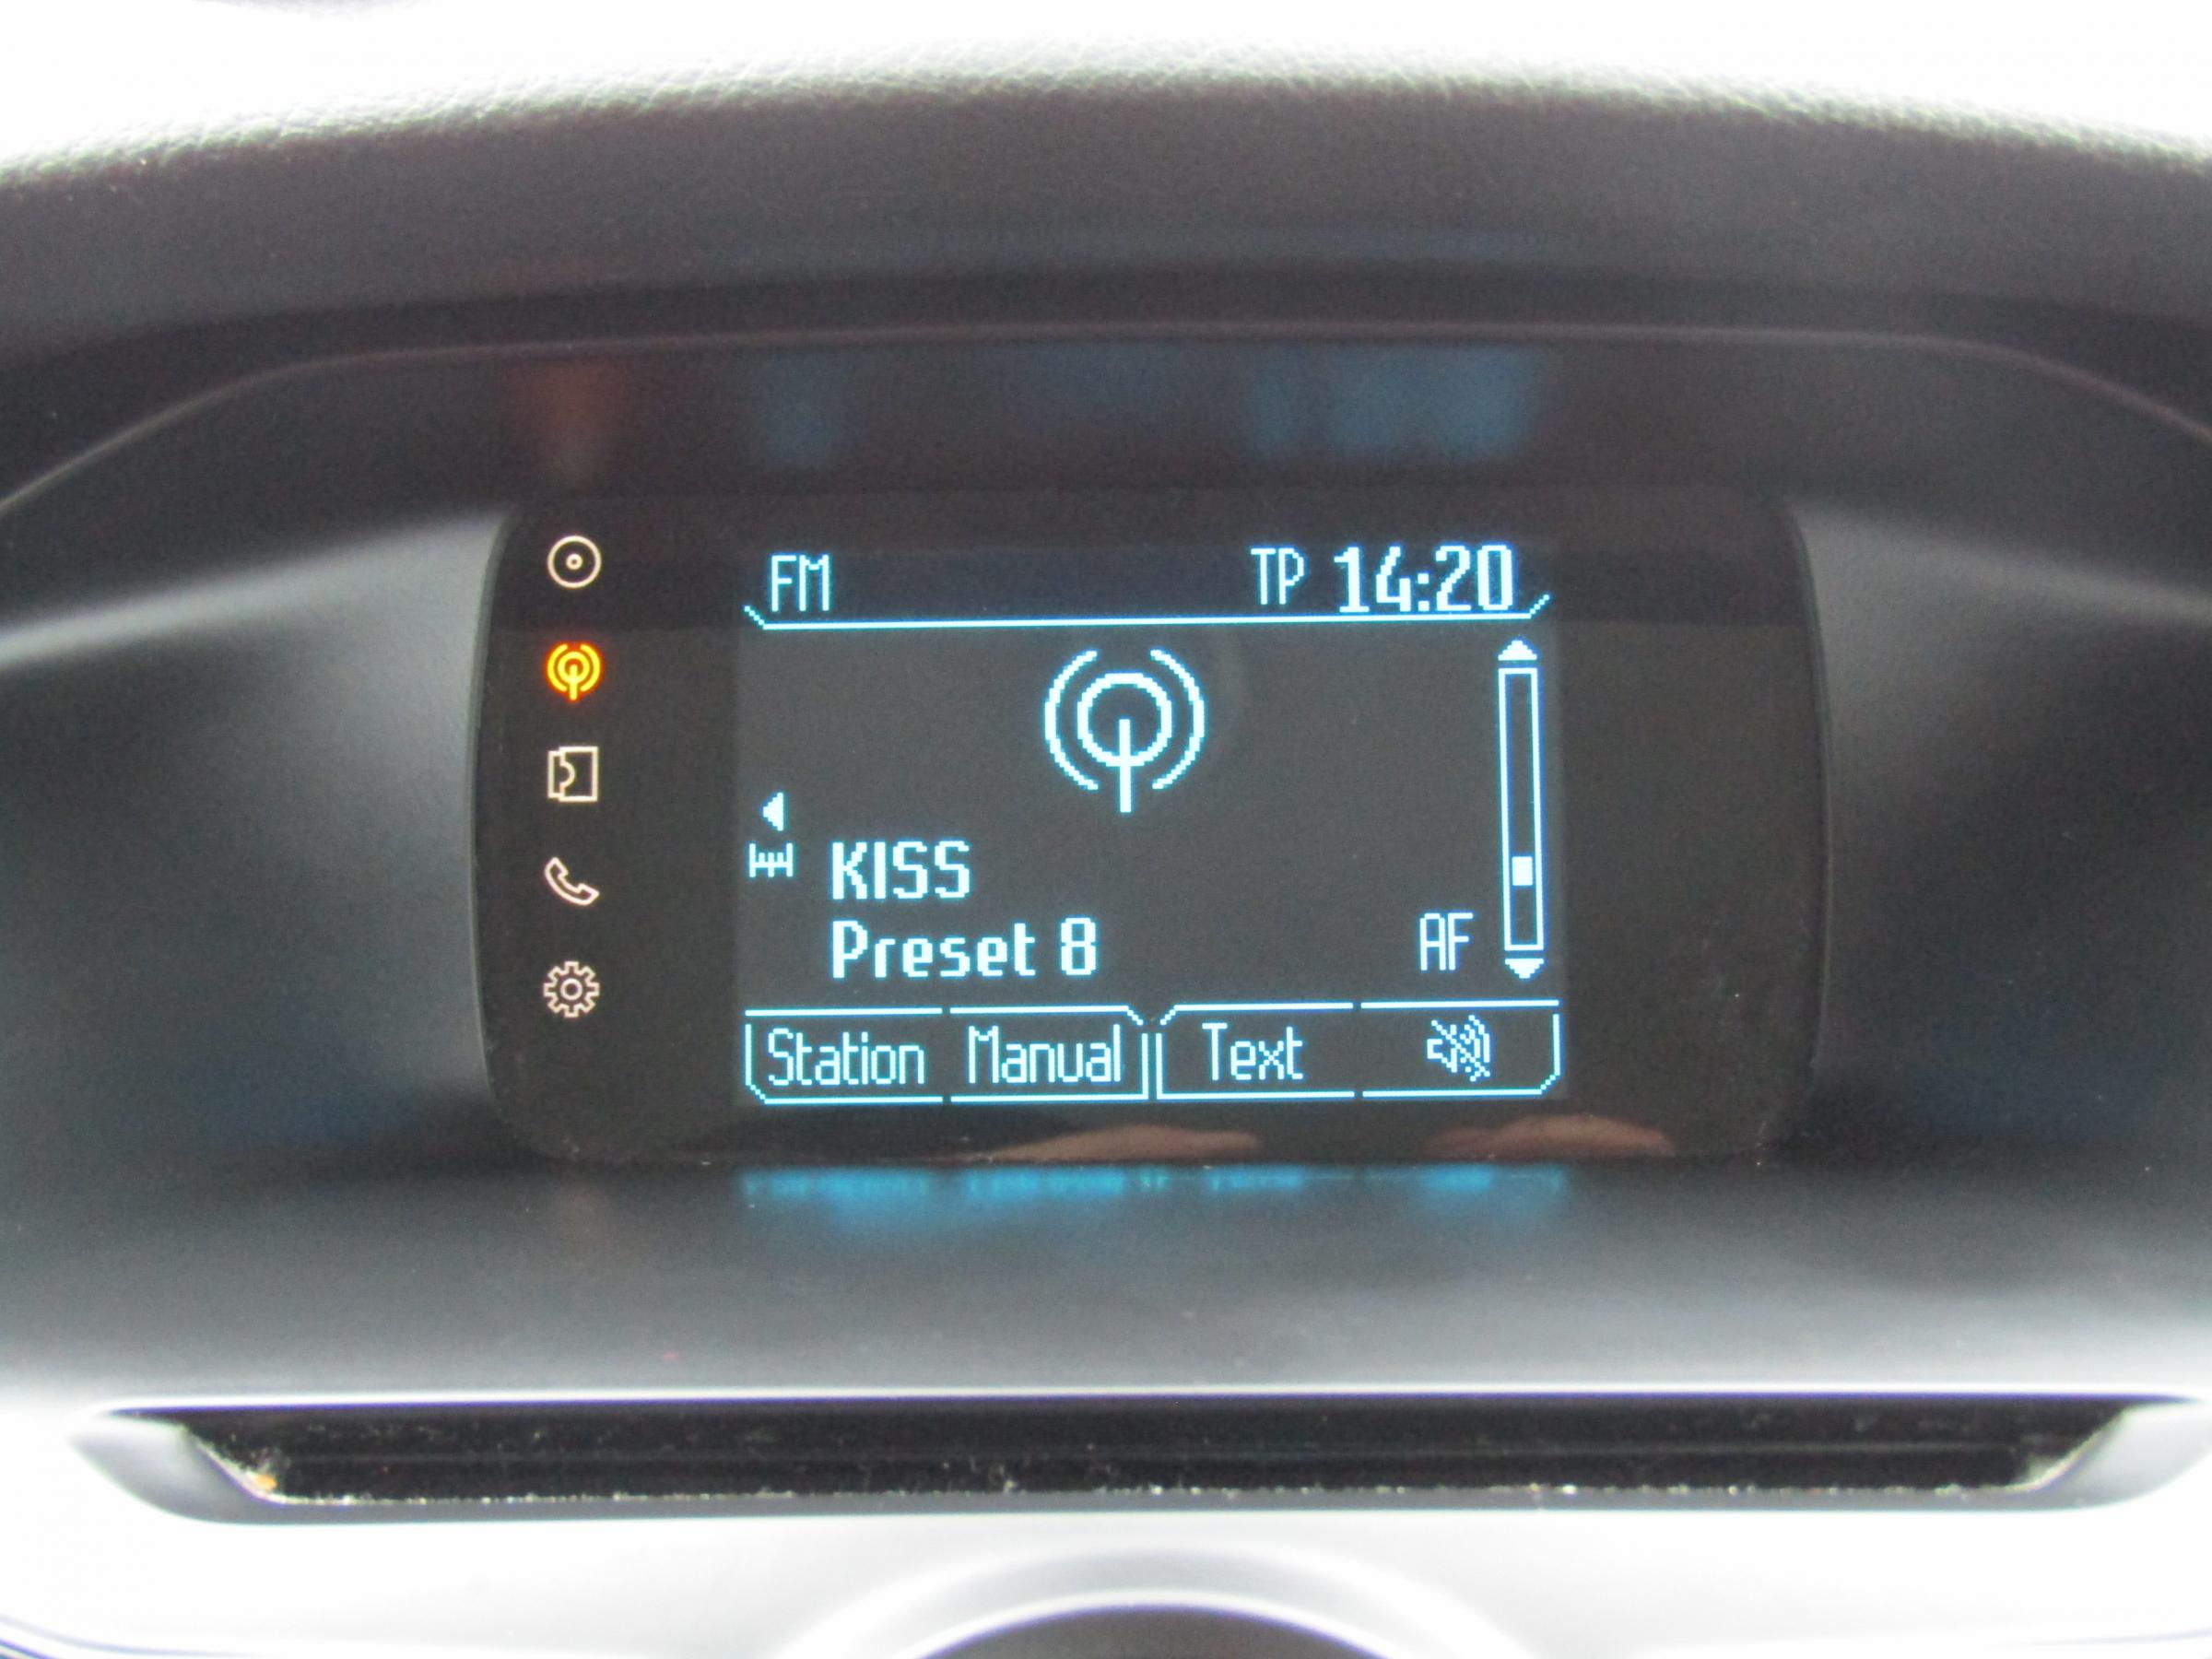 FM TP 14:20
KISS
Preset 8 AF
Station Manual Text